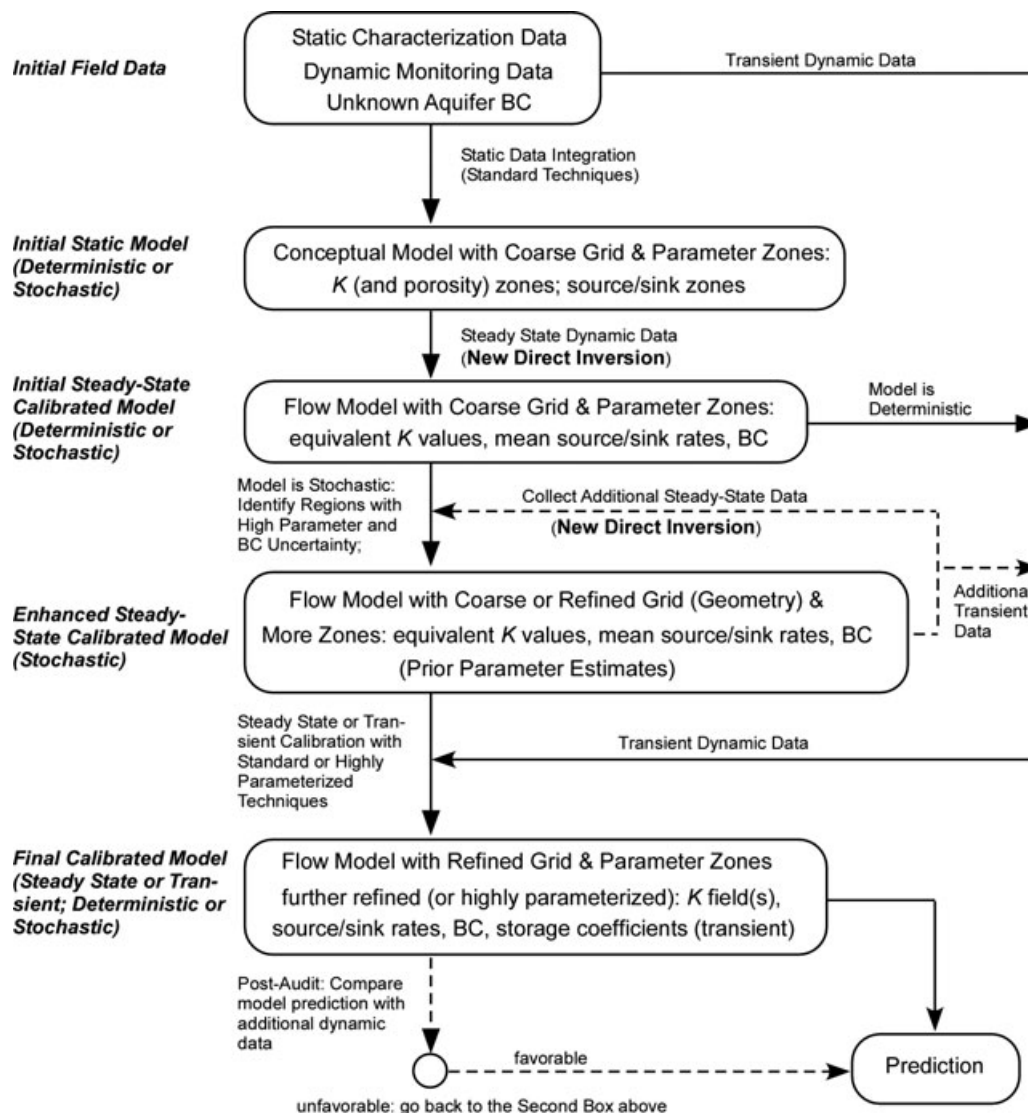 Static Characterization Data
Initial Field Data
Dynamic Monitoring Data
Transient Dynamic Data
Unknown Aquifer BC
Static Data Integration
(Standard Techniques)
Initial Static Model
(Deterministic or
Stochastic)
Conceptual Model with Coarse Grid & Parameter Zones:
K (and porosity) zones; source/sink zones
Steady State Dynamic Data
(New Direct Inversion)
Initial Steady-State
Calibrated Model
(Deterministic or
Stochastic)
Flow Model with Coarse Grid & Parameter Zones:
equivalent K values, mean source/sink rates, BC
Model is
Deterministic
Model is Stochastic:
Identify Regions with
High Parameter and
BC Uncertainty;
Collect Additional Steady-State Data
(New Direct Inversion)
Enhanced Steady-
State Calibrated Model
(Stochastic)
Flow Model with Coarse or Refined Grid (Geometry) &
More Zones: equivalent K values, mean source/sink rates, BC
(Prior Parameter Estimates)
Additional
Transient
Data
Steady State or Tran-
sient Calibration with
Standard or Highly
Parameterized
Techniques
Transient Dynamic Data
Final Calibrated Model
(Steady State or Tran-
sient; Deterministic or
Stochastic)
Flow Model with Refined Grid & Parameter Zones
further refined (or highly parameterized): K field(s),
source/sink rates, BC, storage coefficients (transient)
Post-Audit: Compare
model prediction with
additional dynamic
data
favorable
Prediction
unfavorable: go back to the Second Box above